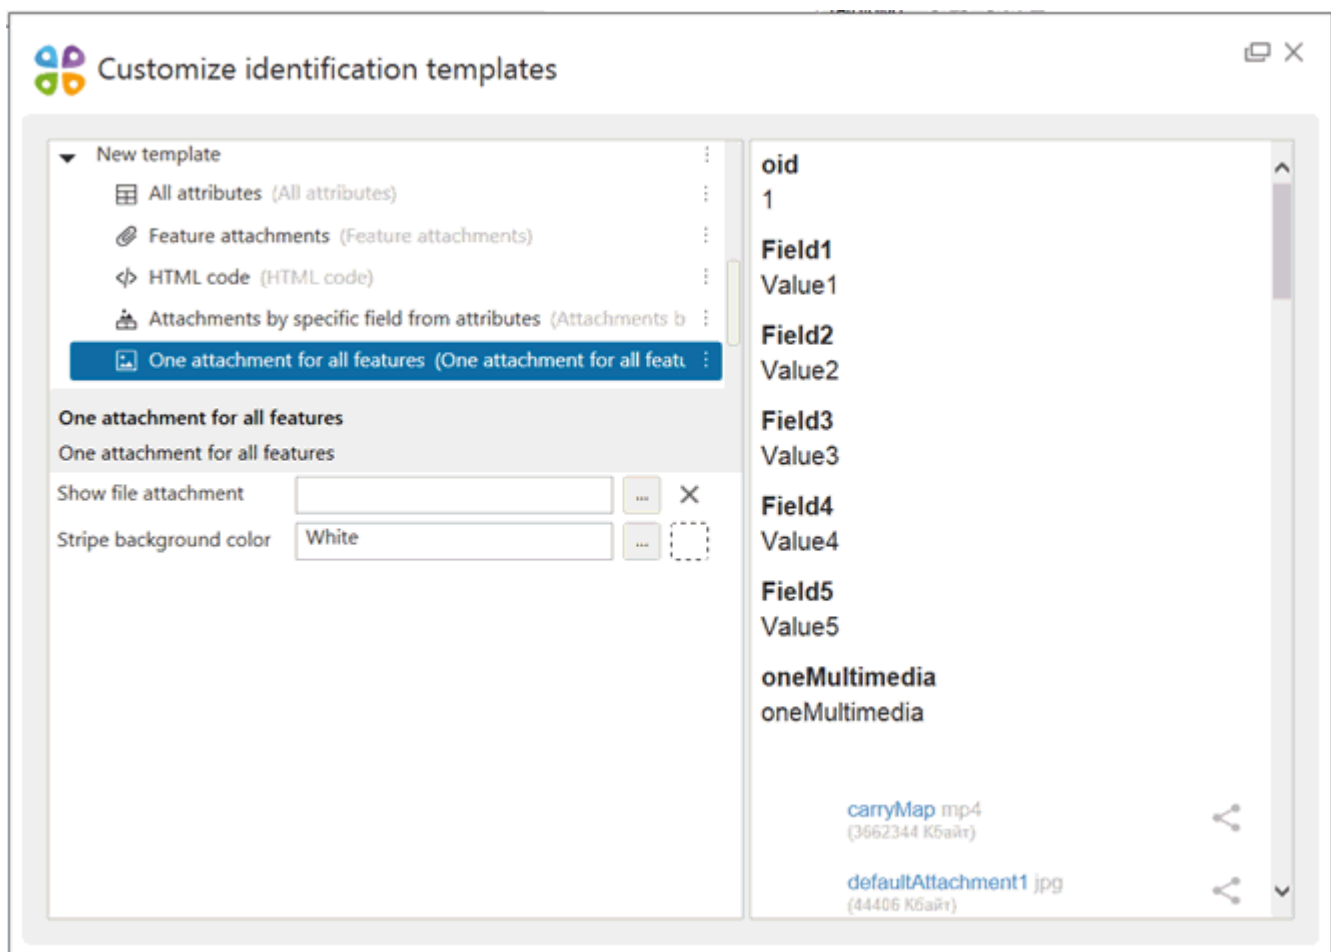 Customize identification templates
New template
All attributes (All attributes)
Feature attachments (Feature attachments)
HTML code (HTML code)
Attachments by specific field from attributes (Attachments b
One attachment for all features (One attachment for all featu
One attachment for all features
One attachment for all features
Show file attachment ...
Stripe background color White ...
oid
1
Field1
Value1
Field2
Value2
Field3
Value3
Field4
Value4
Field5
Value5
oneMultimedia
oneMultimedia
carryMap mp4
(3662344 Кбайт)
defaultAttachment1 jpg
(44406 Кбайт)